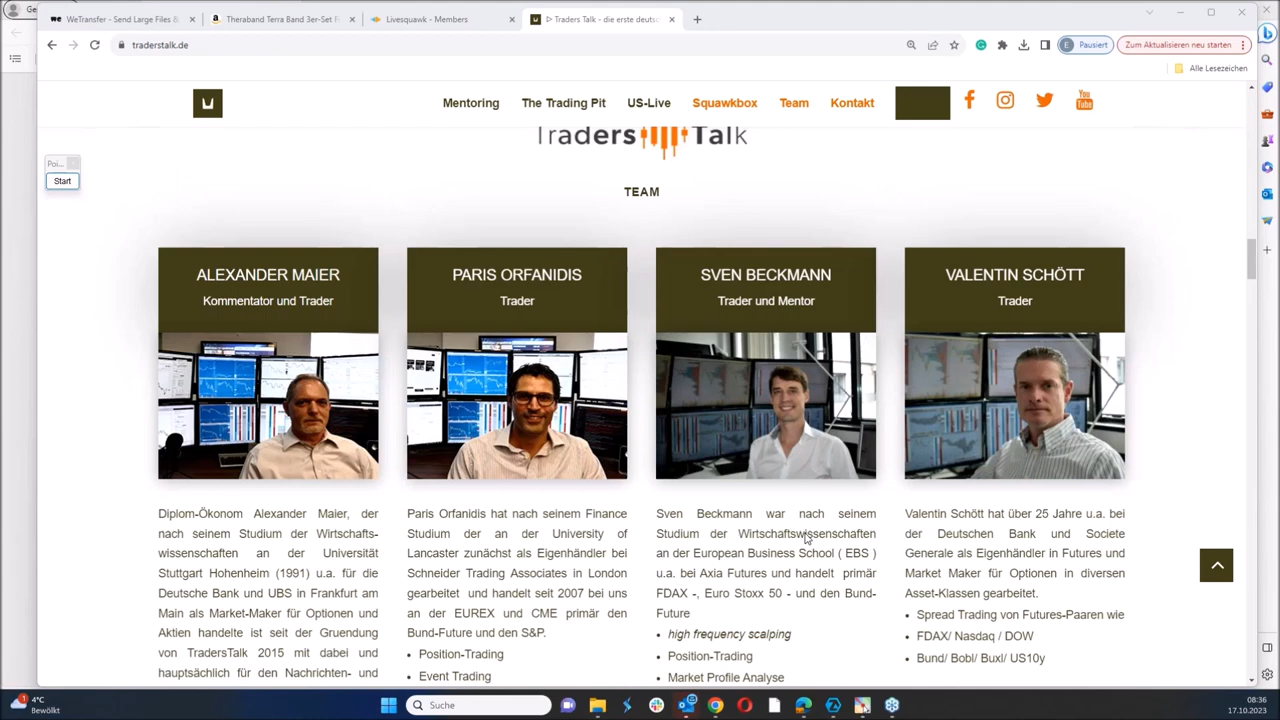 WeTransfer - Send Large Files &
Theraband Terra Band 3er-Set
Livesquawk - Members
Traders Talk - die erste deuts
traderstalk.de
E Pausiert
Zum Aktualisieren neu starten
Alle Lesezeichen
Mentoring
The Trading Pit
US-Live
Squawkbox
Team
Kontakt
You Tube
Traders Talk
Poi...
Start
TEAM
ALEXANDER MAIER
Kommentator und Trader
PARIS ORFANIDIS
Trader
SVEN BECKMANN
Trader und Mentor
VALENTIN SCHÖTT
Trader
Diplom-Ökonom Alexander Maier, der
nach seinem Studium der Wirtschafts-
wissenschaften an der Universität
Stuttgart Hohenheim (1991) u.a. für die
Deutsche Bank und UBS in Frankfurt am
Main als Market-Maker für Optionen und
Aktien handelte ist seit der Gruendung
von TradersTalk 2015 mit dabei und
hauptsächlich für den Nachrichten- und
Paris Orfanidis hat nach seinem Finance
Studium der an der University of
Lancaster zunächst als Eigenhändler bei
Schneider Trading Associates in London
gearbeitet und handelt seit 2007 bei uns
an der EUREX und CME primär den
Bund-Future und den S&P.
• Position-Trading
• Event Trading
Sven Beckmann war nach seinem
Studium der Wirtschaftswissenschaften
an der European Business School ( EBS )
u.a. bei Axia Futures und handelt primär
FDAX -, Euro Stoxx 50 - und den Bund-
Future
• high frequency scalping
• Position-Trading
• Market Profile Analyse
Valentin Schött hat über 25 Jahre u.a. bei
der Deutschen Bank und Societe
Generale als Eigenhändler in Futures und
Market Maker für Optionen in diversen
Asset-Klassen gearbeitet.
• Spread Trading von Futures-Paaren wie
• FDAX/ Nasdaq / DOW
• Bund/ Bobl/ Buxl/ US10y
1
4°C
Bewölkt
Suche
08:36
17.10.2023